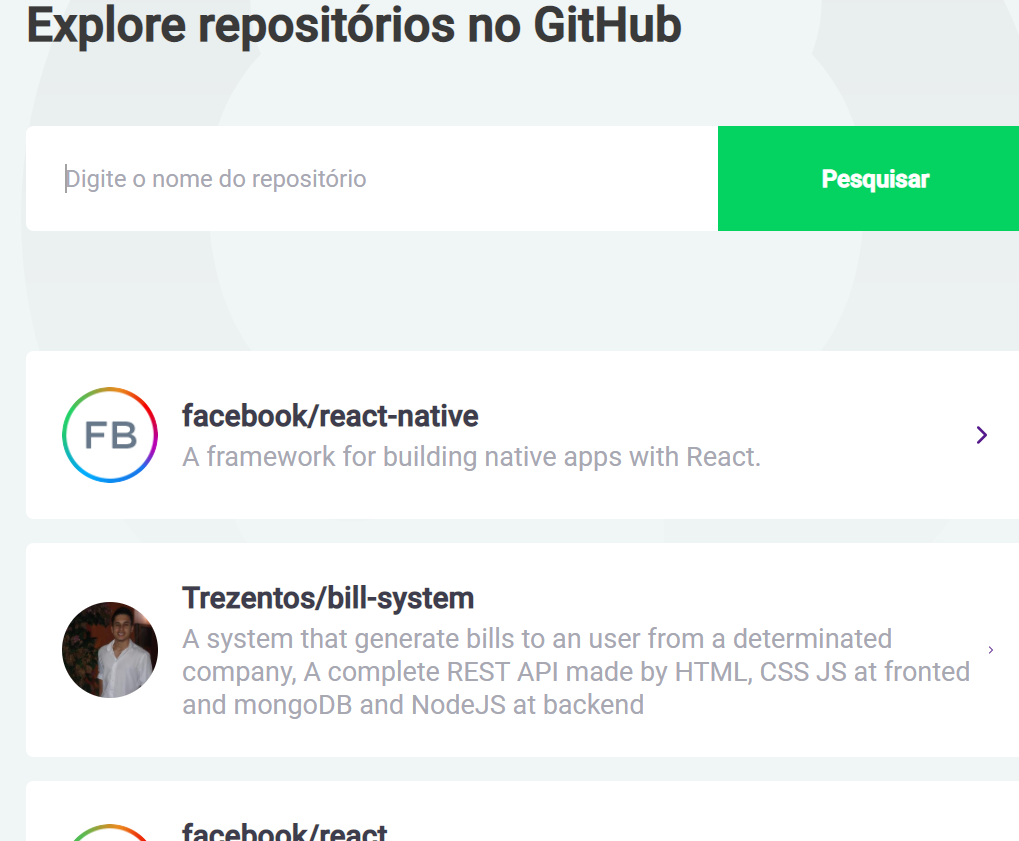 Explore repositórios no GitHub
Digite o nome do repositório
Pesquisar
FB
facebook/react-native
A framework for building native apps with React.
Trezentos/bill-system
A system that generate bills to an user from a determinated
company, A complete REST API made by HTML, CSS JS at fronted
and mongoDB and NodeJS at backend
facebook/react